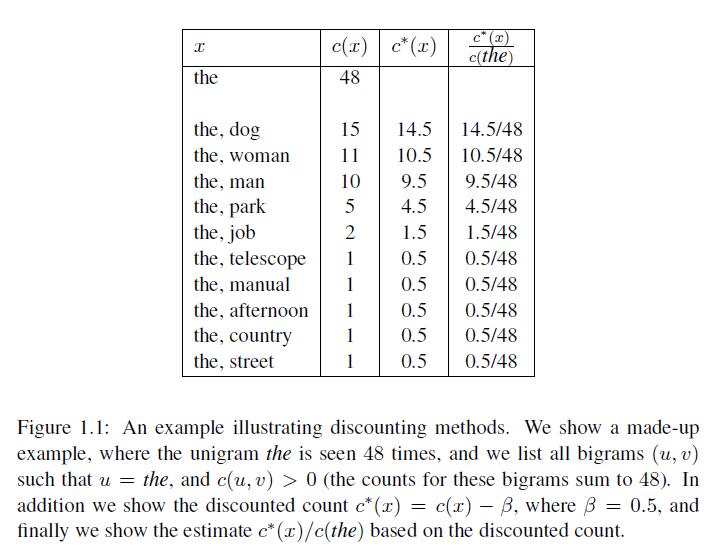 x c(x) c*(x) c*(x)/c(the)
the 48
the, dog 15 14.5 14.5/48
the, woman 11 10.5 10.5/48
the, man 10 9.5 9.5/48
the, park 5 4.5 4.5/48
the, job 2 1.5 1.5/48
the, telescope 1 0.5 0.5/48
the, manual 1 0.5 0.5/48
the, afternoon 1 0.5 0.5/48
the, country 1 0.5 0.5/48
the, street 1 0.5 0.5/48
Figure 1.1: An example illustrating discounting methods. We show a made-up
example, where the unigram the is seen 48 times, and we list all bigrams (u, v)
such that u = the, and c(u, v) > 0 (the counts for these bigrams sum to 48). In
addition we show the discounted count c*(x) = c(x) − β, where β = 0.5, and
finally we show the estimate c*(x)/c(the) based on the discounted count.